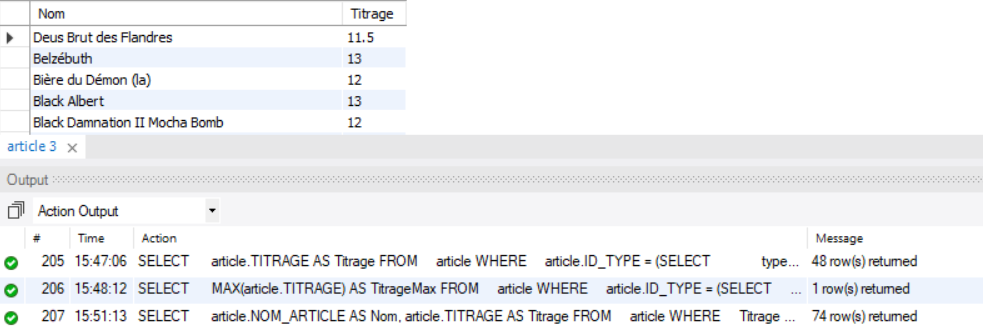 Nom Titrage
Deus Brut des Flandres 11.5
Belzébuth 13
Bière du Démon (la) 12
Black Albert 13
Black Damnation II Mocha Bomb 12
article 3
Output
Action Output
# Time Action Message
205 15:47:06 SELECT article.TITRAGE AS Titrage FROM article WHERE article.ID_TYPE = (SELECT type... 48 row(s) returned
206 15:48:12 SELECT MAX(article.TITRAGE) AS TitrageMax FROM article WHERE article.ID_TYPE = (SELECT ... 1 row(s) returned
207 15:51:13 SELECT article.NOM_ARTICLE AS Nom, article.TITRAGE AS Titrage FROM article WHERE Titrage ... 74 row(s) returned